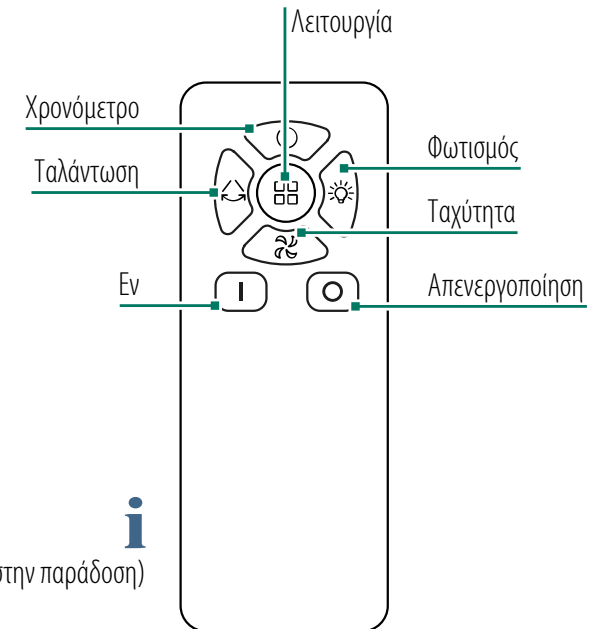 Λειτουργία
Χρονόμετρο
Φωτισμός
Ταλάντωση
Ταχύτητα
Εν
Απενεργοποίηση
i
στην παράδοση)